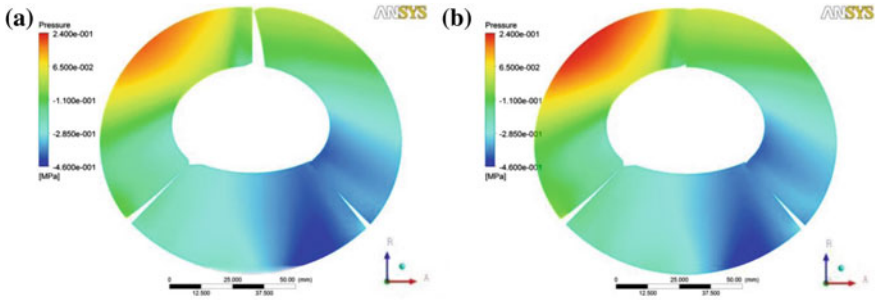 (a)
ANSYS
Pressure
2.400e-001
6.500e-002
-1.100e-001
-2.850e-001
-4.600e-001
[MPa]
R
A
0 25.000 50.00 (mm)
12.500 37.500
(b)
ANSYS
Pressure
2.400e-001
6.500e-002
-1.100e-001
-2.850e-001
-4.600e-001
[MPa]
R
A
0 25.000 50.00 (mm)
12.500 37.500